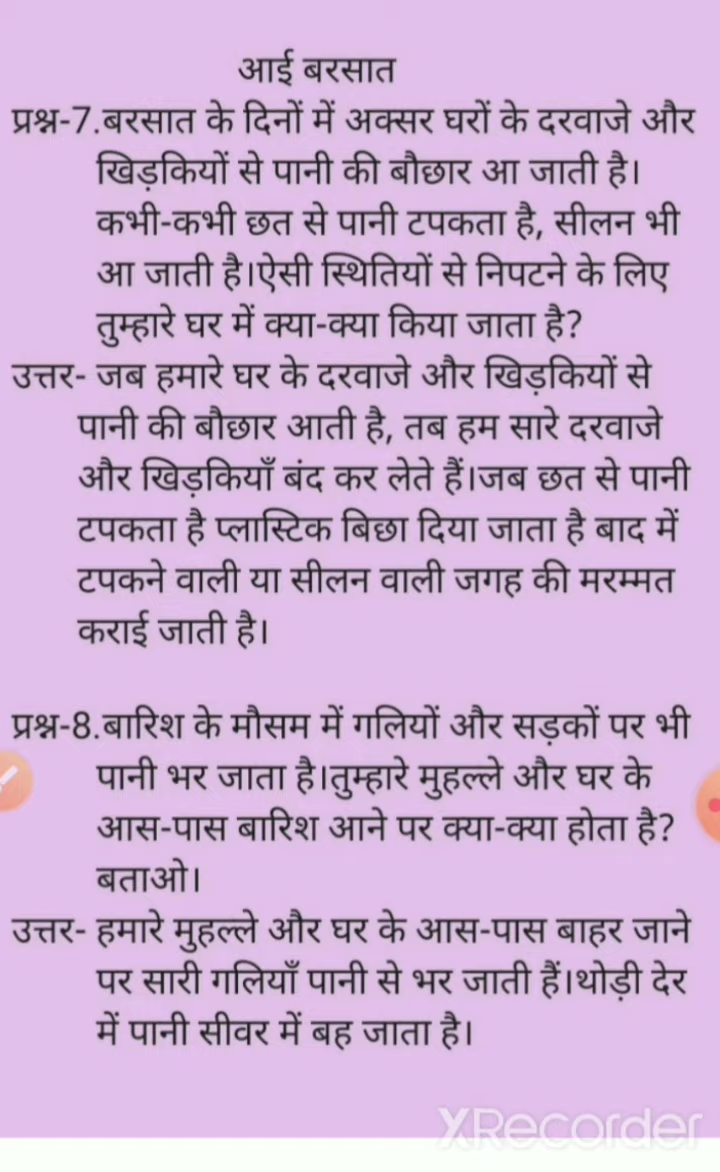 आई बरसात
प्रश्न-7.बरसात के दिनों में अक्सर घरों के दरवाजे और
खिड़कियों से पानी की बौछार आ जाती है।
कभी-कभी छत से पानी टपकता है, सीलन भी
आ जाती है।ऐसी स्थितियों से निपटने के लिए
तुम्हारे घर में क्या-क्या किया जाता है?
उत्तर- जब हमारे घर के दरवाजे और खिड़कियों से
पानी की बौछार आती है, तब हम सारे दरवाजे
और खिड़कियाँ बंद कर लेते हैं।जब छत से पानी
टपकता है प्लास्टिक बिछा दिया जाता है बाद में
टपकने वाली या सीलन वाली जगह की मरम्मत
कराई जाती है।
प्रश्न-8.बारिश के मौसम में गलियों और सड़कों पर भी
पानी भर जाता है।तुम्हारे मुहल्ले और घर के
आस-पास बारिश आने पर क्या-क्या होता है?
बताओ।
उत्तर- हमारे मुहल्ले और घर के आस-पास बाहर जाने
पर सारी गलियाँ पानी से भर जाती हैं।थोड़ी देर
में पानी सीवर में बह जाता है।
XRecorder